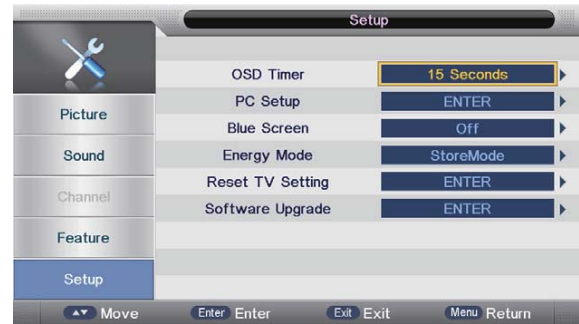 Setup
OSD Timer 15 Seconds
PC Setup ENTER
Blue Screen Off
Energy Mode StoreMode
Reset TV Setting ENTER
Software Upgrade ENTER
Picture
Sound
Channel
Feature
Setup
Move Enter Enter Exit Exit Menu Return